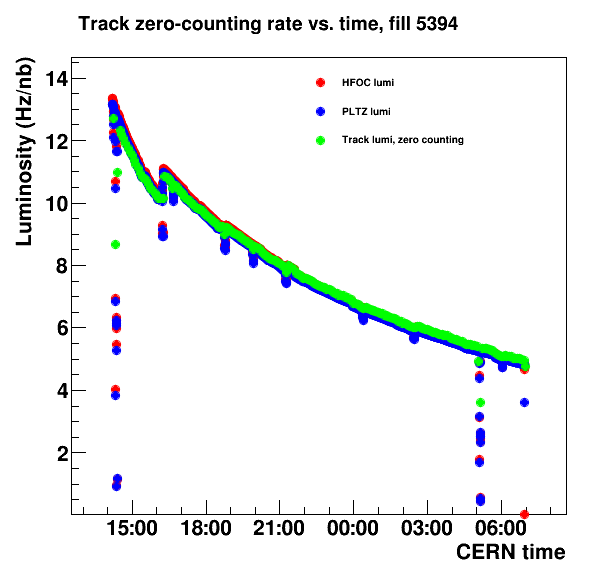 Track zero-counting rate vs. time, fill 5394
Luminosity (Hz/nb)
14
12
10
8
6
4
2
HFOC lumi
PLTZ lumi
Track lumi, zero counting
15:00 18:00 21:00 00:00 03:00 06:00
CERN time